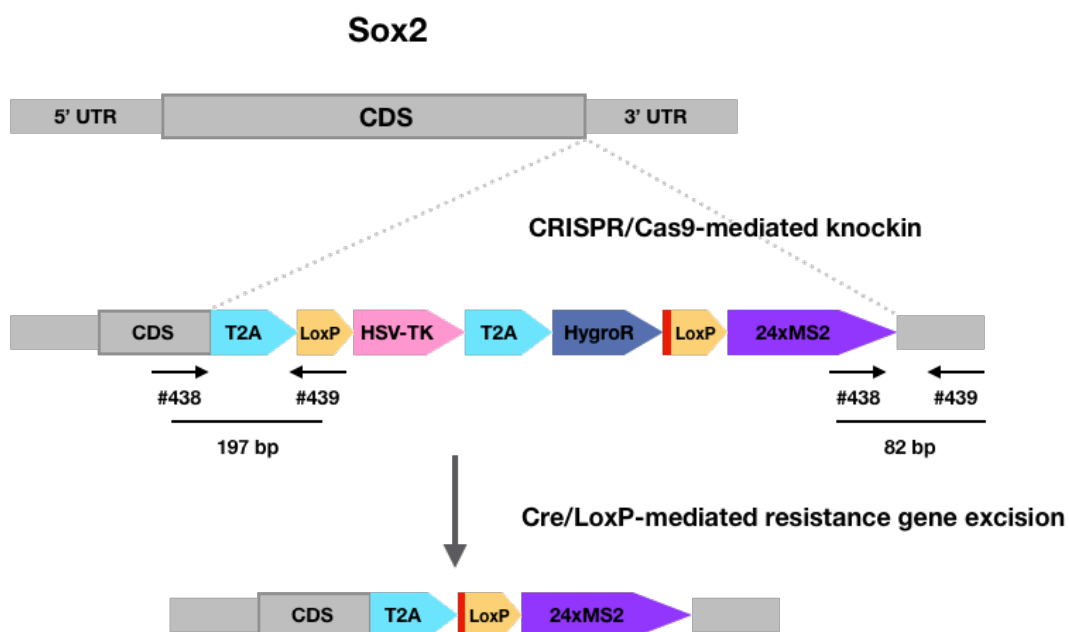 Sox2
5’ UTR CDS 3’ UTR
CRISPR/Cas9-mediated knockin
CDS T2A LoxP HSV-TK T2A HygroR LoxP 24xMS2
#438 #439 #438 #439
197 bp 82 bp
Cre/LoxP-mediated resistance gene excision
CDS T2A LoxP 24xMS2